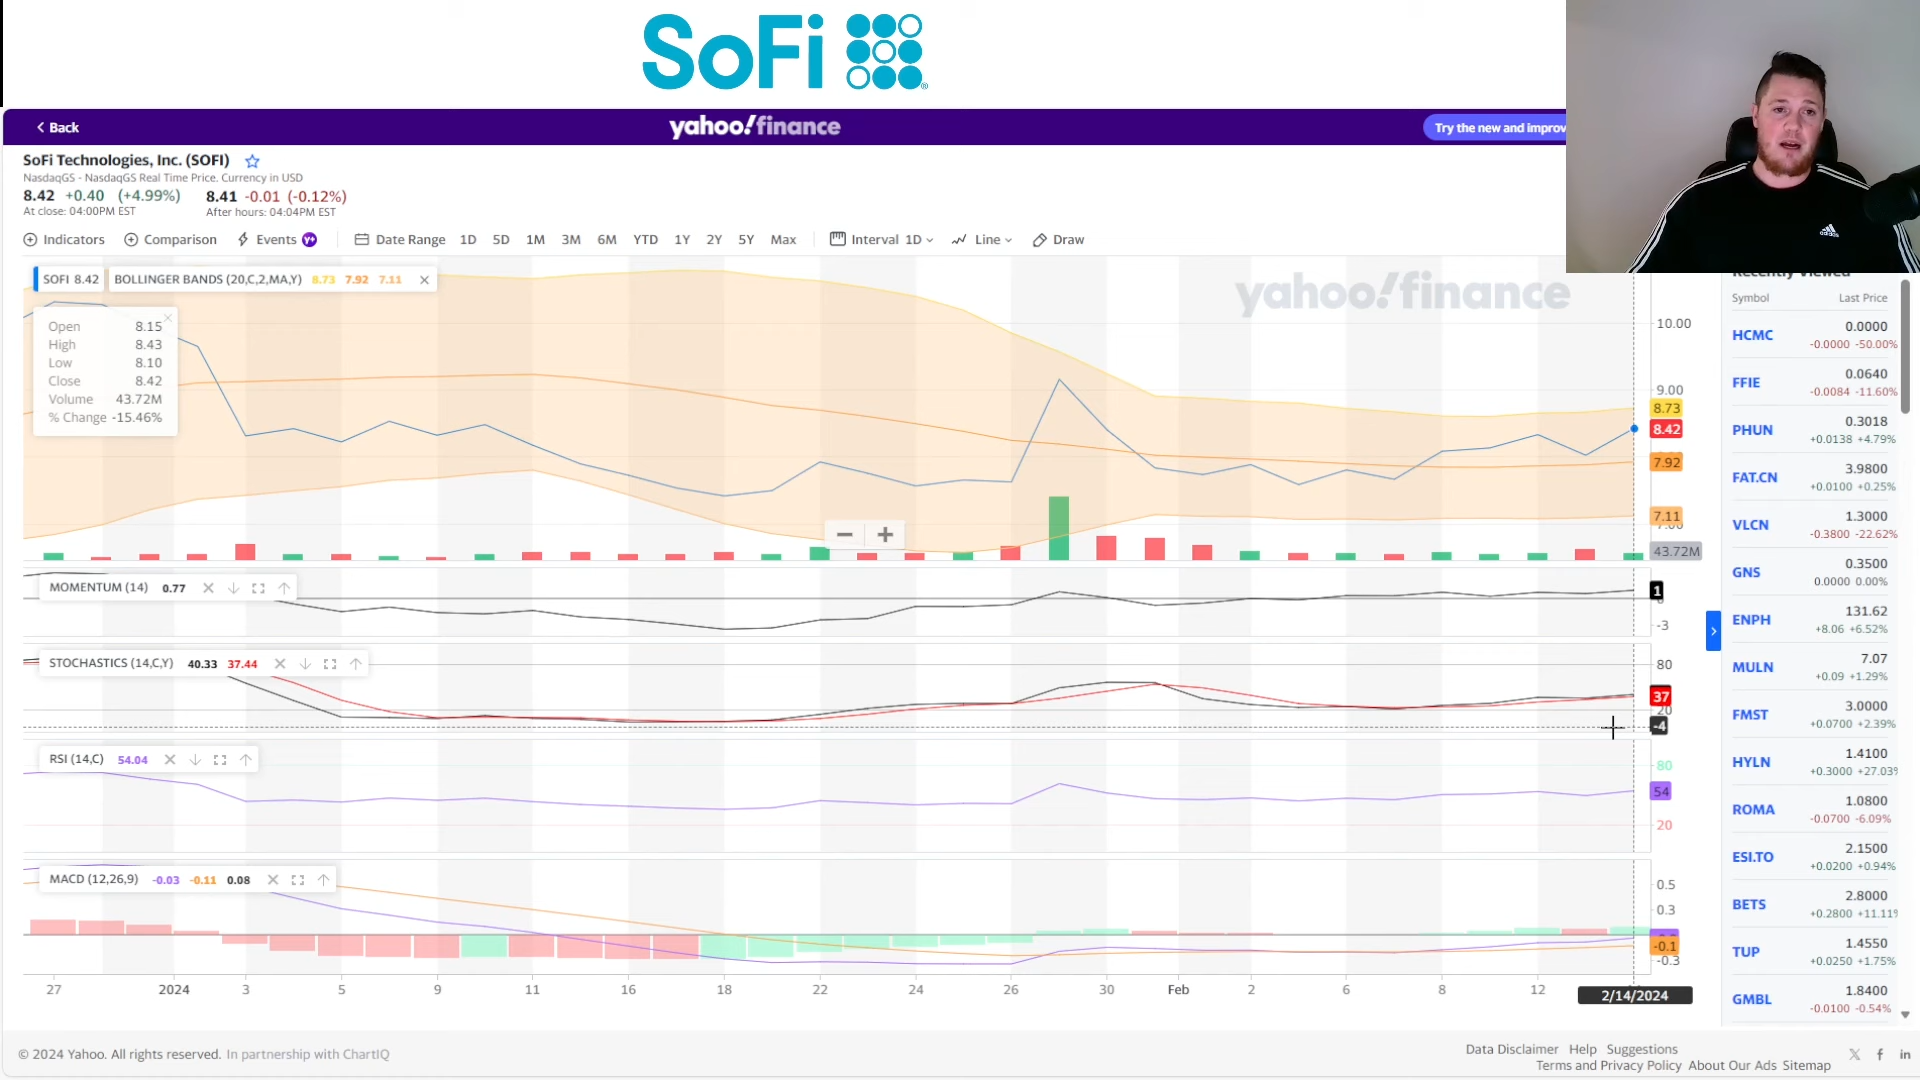 SoFi
Back
yahoo!finance
Try the new and improv
SoFi Technologies, Inc. (SOFI)
NasdaqGS - NasdaqGS Real Time Price. Currency in USD
8.42 +0.40 (+4.99%) 8.41 -0.01 (-0.12%)
At close: 04:00PM EST After hours: 04:04PM EST
Indicators Comparison Events Y+ Date Range 1D 5D 1M 3M 6M YTD 1Y 2Y 5Y Max Interval 1D Line Draw
SOFI 8.42 BOLLINGER BANDS (20,C,2,MA,Y) 8.73 7.92 7.11
yahoo!finance
Open 8.15
High 8.43
Low 8.10
Close 8.42
Volume 43.72M
% Change -15.46%
10.00
9.00
8.73
8.42
7.92
7.11
7.00
43.72M
MOMENTUM (14) 0.77
1
-3
STOCHASTICS (14,C,Y) 40.33 37.44
80
37
20
-4
RSI (14,C) 54.04
80
54
20
MACD (12,26,9) -0.03 -0.11 0.08
0.5
0.3
-0.1
-0.3
27 2024 3 5 9 11 16 18 22 24 26 30 Feb 2 6 8 12 2/14/2024
Recently Viewed
Symbol Last Price
HCMC 0.0000
-0.0000 -50.00%
FFIE 0.0640
-0.0084 -11.60%
PHUN 0.3018
+0.0138 +4.79%
FAT.CN 3.9800
+0.0100 +0.25%
VLCN 1.3000
-0.3800 -22.62%
GNS 0.3500
0.0000 0.00%
ENPH 131.62
+8.06 +6.52%
MULN 7.07
+0.09 +1.29%
FMST 3.0000
+0.0700 +2.39%
HYLN 1.4100
+0.3000 +27.03%
ROMA 1.0800
-0.0700 -6.09%
ESI.TO 2.1500
+0.0200 +0.94%
BETS 2.8000
+0.2800 +11.11%
TUP 1.4550
+0.0250 +1.75%
GMBL 1.8400
-0.0100 -0.54%
adidas
© 2024 Yahoo. All rights reserved. In partnership with ChartIQ
Data Disclaimer Help Suggestions
Terms and Privacy Policy About Our Ads Sitemap